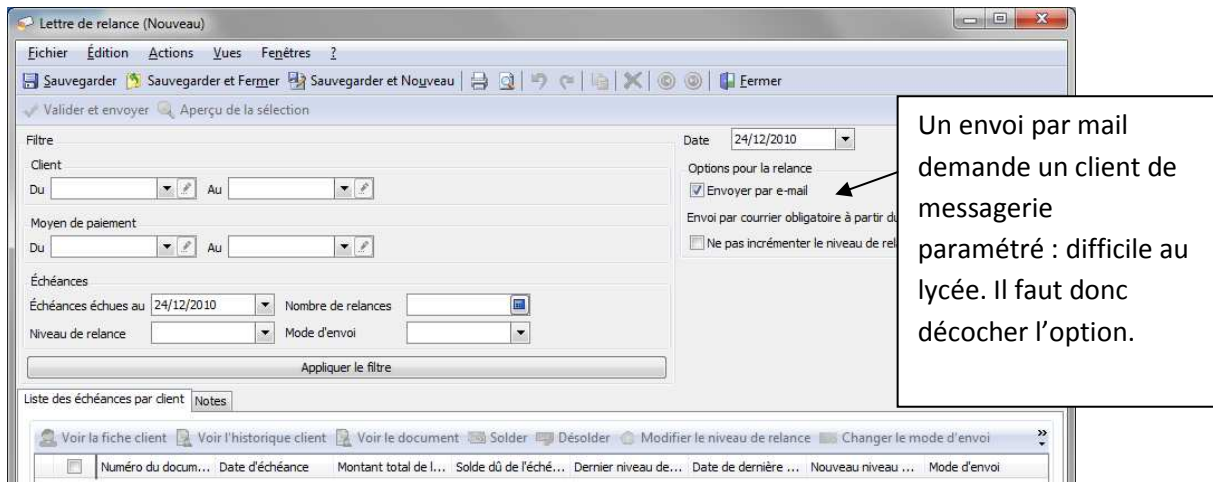 Lettre de relance (Nouveau)
Fichier Édition Actions Vues Fenêtres ?
Sauvegarder Sauvegarder et Fermer Sauvegarder et Nouveau Fermer
Valider et envoyer Aperçu de la sélection
Filtre
Client
Du Au
Moyen de paiement
Du Au
Échéances
Échéances échues au 24/12/2010 Nombre de relances
Niveau de relance Mode d'envoi
Appliquer le filtre
Date 24/12/2010
Options pour la relance
Envoyer par e-mail
Envoi par courrier obligatoire à partir du
Ne pas incrémenter le niveau de rel
Un envoi par mail
demande un client de
messagerie
paramétré : difficile au
lycée. Il faut donc
décocher l’option.
Liste des échéances par client Notes
Voir la fiche client Voir l'historique client Voir le document Solder Désolder Modifier le niveau de relance Changer le mode d'envoi »
Numéro du docum... Date d'échéance Montant total de l... Solde dû de l'éché... Dernier niveau de... Date de dernière ... Nouveau niveau ... Mode d'envoi